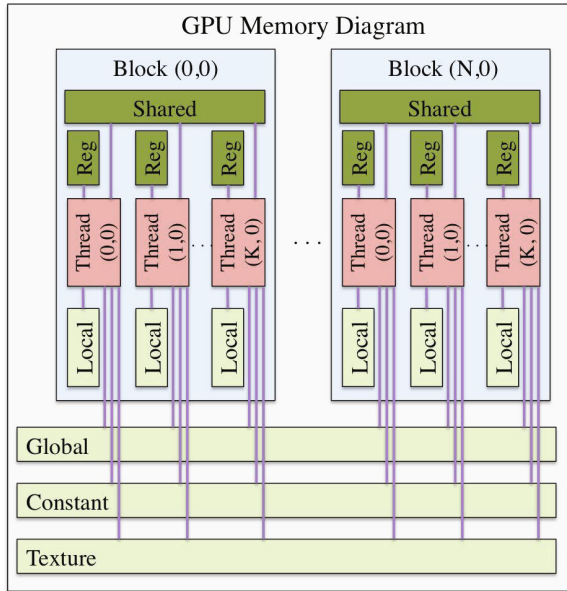 GPU Memory Diagram
Block (0,0)
Shared
Reg
Reg
Reg
Thread
(0,0)
Thread
(1,0)
. . .
Thread
(K, 0)
Local
Local
Local
. . .
Block (N,0)
Shared
Reg
Reg
Reg
Thread
(0,0)
Thread
(1,0)
. . .
Thread
(K, 0)
Local
Local
Local
Global
Constant
Texture